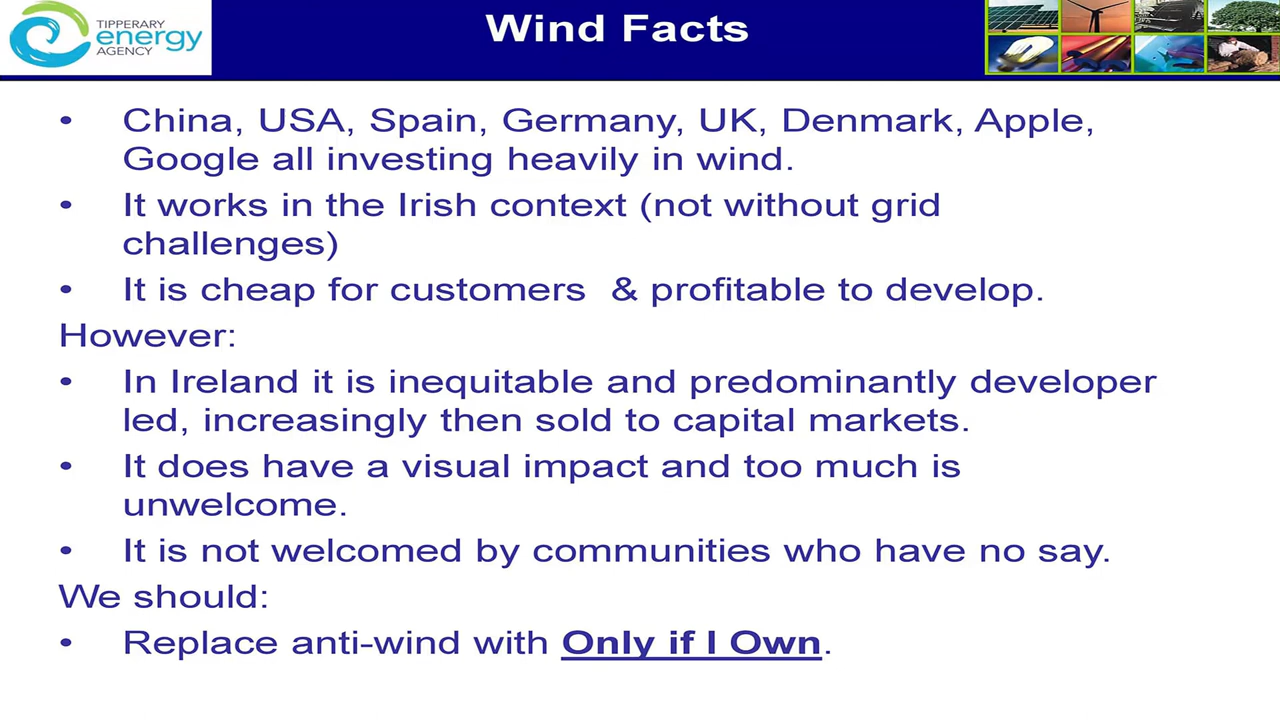 TIPPERARY
energy
AGENCY
Wind Facts
• China, USA, Spain, Germany, UK, Denmark, Apple,
Google all investing heavily in wind.
• It works in the Irish context (not without grid
challenges)
• It is cheap for customers  & profitable to develop.
However:
• In Ireland it is inequitable and predominantly developer
led, increasingly then sold to capital markets.
• It does have a visual impact and too much is
unwelcome.
• It is not welcomed by communities who have no say.
We should:
• Replace anti-wind with Only if I Own.